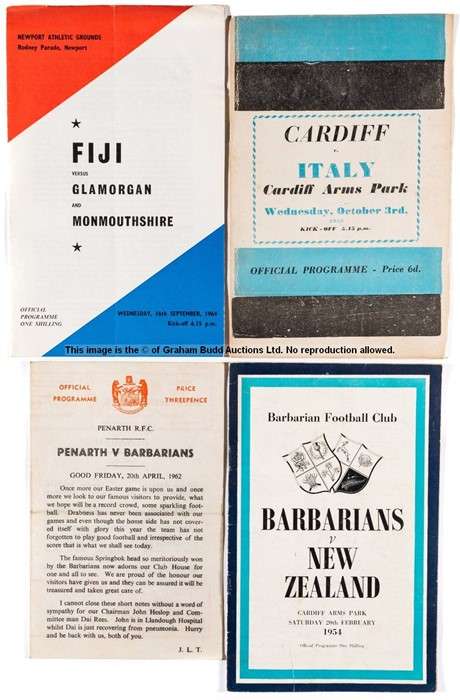 NEWPORT ATHLETIC GROUNDS
Rodney Parade, Newport
FIJI
VERSUS
GLAMORGAN
AND
MONMOUTHSHIRE
OFFICIAL
PROGRAMME
ONE SHILLING
WEDNESDAY, 16th SEPTEMBER, 1964
Kick-off 6.15 p.m.
CARDIFF
v.
ITALY
Cardiff Arms Park
Wednesday, October 3rd,
KICK-OFF 5.15 p.m.
OFFICIAL PROGRAMME - Price 6d.
This image is the © of Graham Budd Auctions Ltd. No reproduction allowed.
OFFICIAL
PROGRAMME
PRICE
THREEPENCE
PENARTH R.F.C.
PENARTH V BARBARIANS
GOOD FRIDAY, 20th APRIL, 1962
Once more our Easter game is upon us and once
more we look to our famous visitors to provide, what
we hope will be a record crowd, some sparkling foot-
ball. Drabness has never been associated with our
games and even though the home side has not cover-
ed itself with glory this year the team has not
forgotten to play good football and irrespective of the
score that is what we shall see today.
The famous Springbok head so meritoriously won
by the Barbarians now adorns our Club House for
one and all to see. We are proud of the honour our
visitors have given us and they can be assured it will be
treasured and taken great care of.
I cannot close these short notes without a word of
sympathy for our Chairman John Heslop and Com-
mittee man Dai Rees. John is in Llandough Hospital
whilst Dai is just recovering from pneumonia. Hurry
and be back with us, both of you.
J. L. T.
Barbarian Football Club
BARBARIANS
v
NEW
ZEALAND
CARDIFF ARMS PARK
SATURDAY 20th FEBRUARY
1954
Official Programme One Shilling